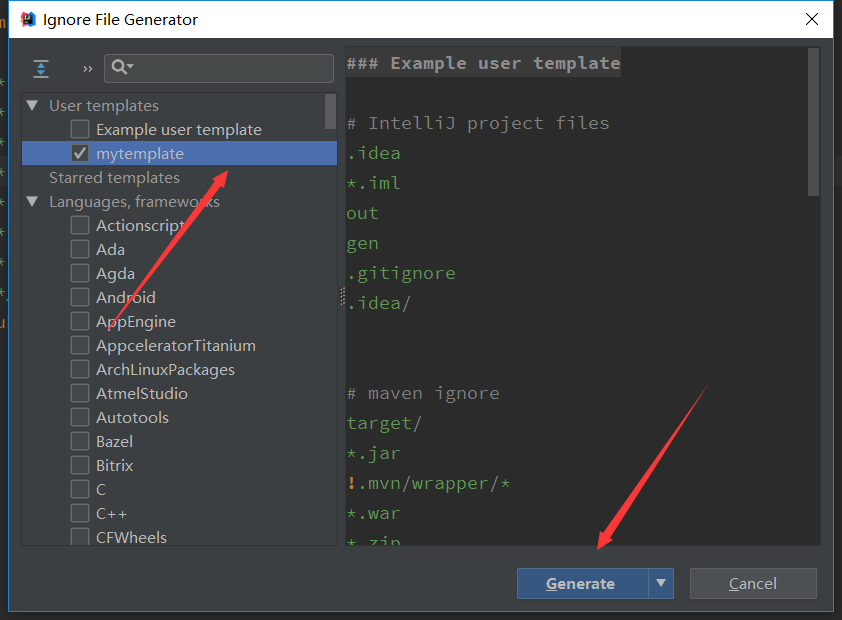 Ignore File Generator
»
User templates
Example user template
mytemplate
Starred templates
Languages, frameworks
Actionscript
Ada
Agda
Android
AppEngine
AppceleratorTitanium
ArchLinuxPackages
AtmelStudio
Autotools
Bazel
Bitrix
C
C++
CFWheels
### Example user template
# IntelliJ project files
.idea
*.iml
out
gen
.gitignore
.idea/
# maven ignore
target/
*.jar
!.mvn/wrapper/*
*.war
*.zip
Generate
Cancel